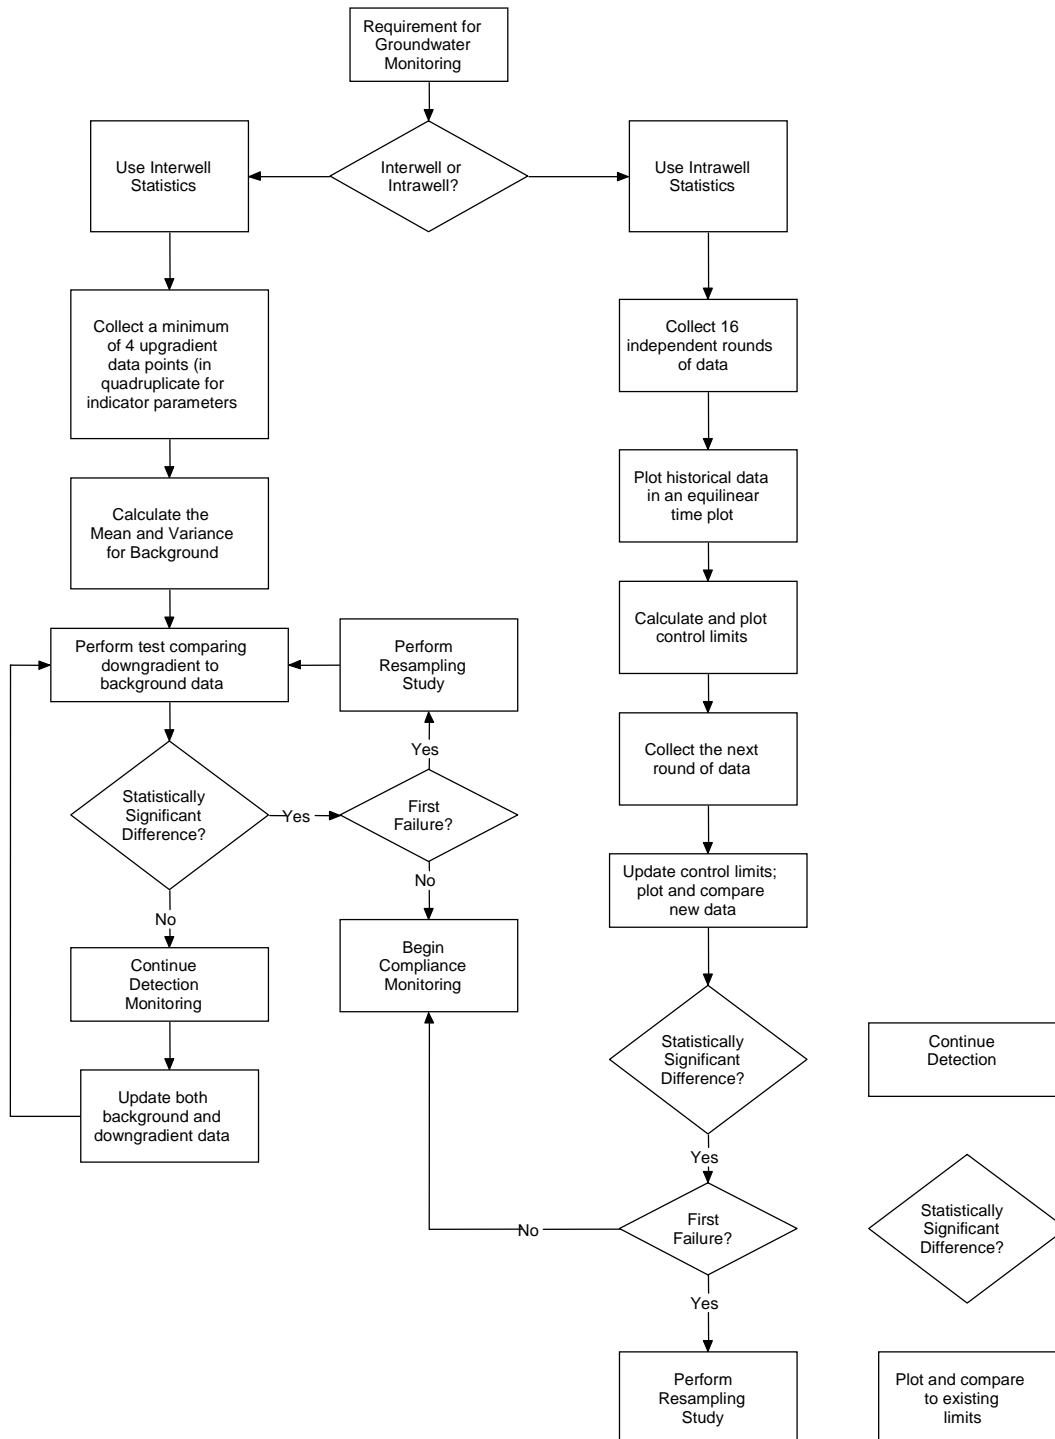 Requirement for
Groundwater
Monitoring
Interwell or
Intrawell?
Use Interwell
Statistics
Use Intrawell
Statistics
Collect a minimum
of 4 upgradient
data points (in
quadruplicate for
indicator parameters
Calculate the
Mean and Variance
for Background
Perform test comparing
downgradient to
background data
Perform
Resampling
Study
Yes
Statistically
Significant
Difference?
Yes
First
Failure?
No
No
Continue
Detection
Monitoring
Begin
Compliance
Monitoring
Update both
background and
downgradient data
Collect 16
independent rounds
of data
Plot historical data
in an equilinear
time plot
Calculate and plot
control limits
Collect the next
round of data
Update control limits;
plot and compare
new data
Statistically
Significant
Difference?
Yes
First
Failure?
No
Yes
Perform
Resampling
Study
Continue
Detection
Statistically
Significant
Difference?
Plot and compare
to existing
limits